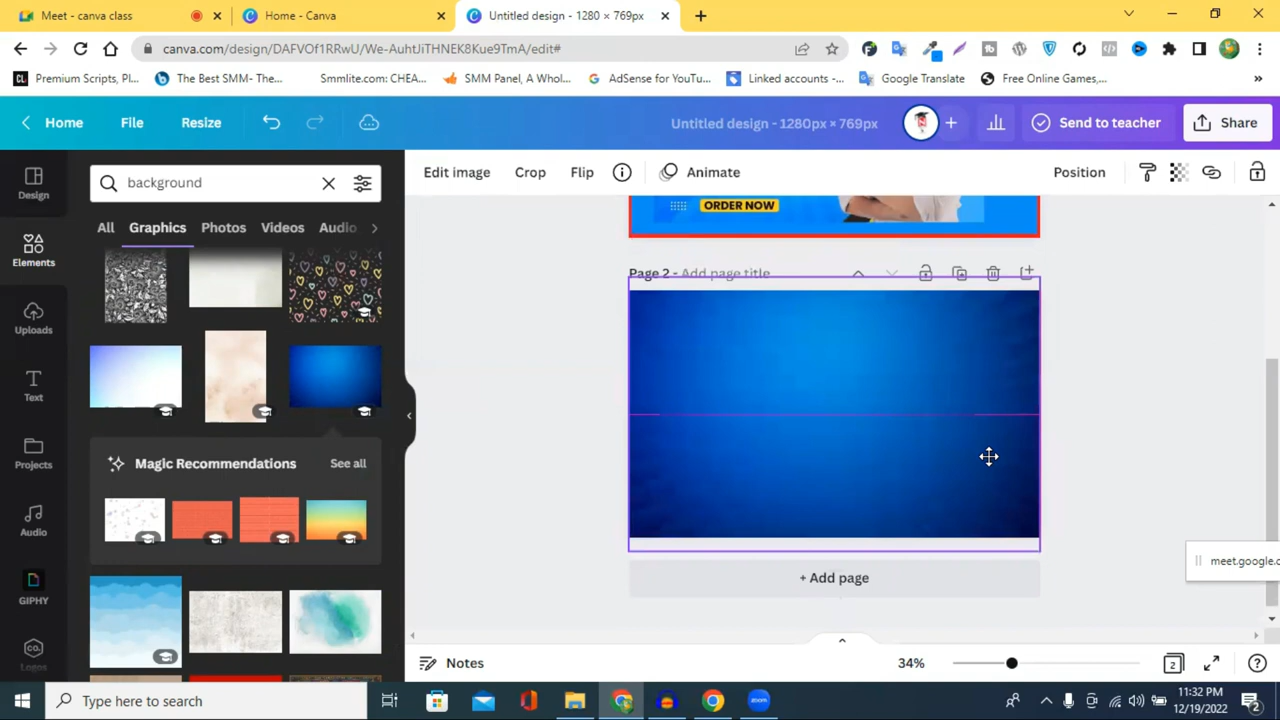 Meet - canva class
Home - Canva
Untitled design - 1280 × 769px
canva.com/design/DAFVOf1RRwU/We-AuhtJiTHNEK8Kue9TmA/edit#
Premium Scripts, Pl...
The Best SMM- The...
Smmlite.com: CHEA...
SMM Panel, A Whol...
AdSense for YouTu...
Linked accounts -...
Google Translate
Free Online Games,...
Home
File
Resize
Untitled design - 1280px × 769px
Send to teacher
Share
Design
Elements
Uploads
Text
Projects
Audio
GIPHY
CO.
Logos
background
All
Graphics
Photos
Videos
Audio
Magic Recommendations
See all
Edit image
Crop
Flip
Animate
Position
ORDER NOW
Page 2 - Add page title
+ Add page
meet.google.c
Notes
34%
2
Type here to search
zoom
11:32 PM
12/19/2022
2